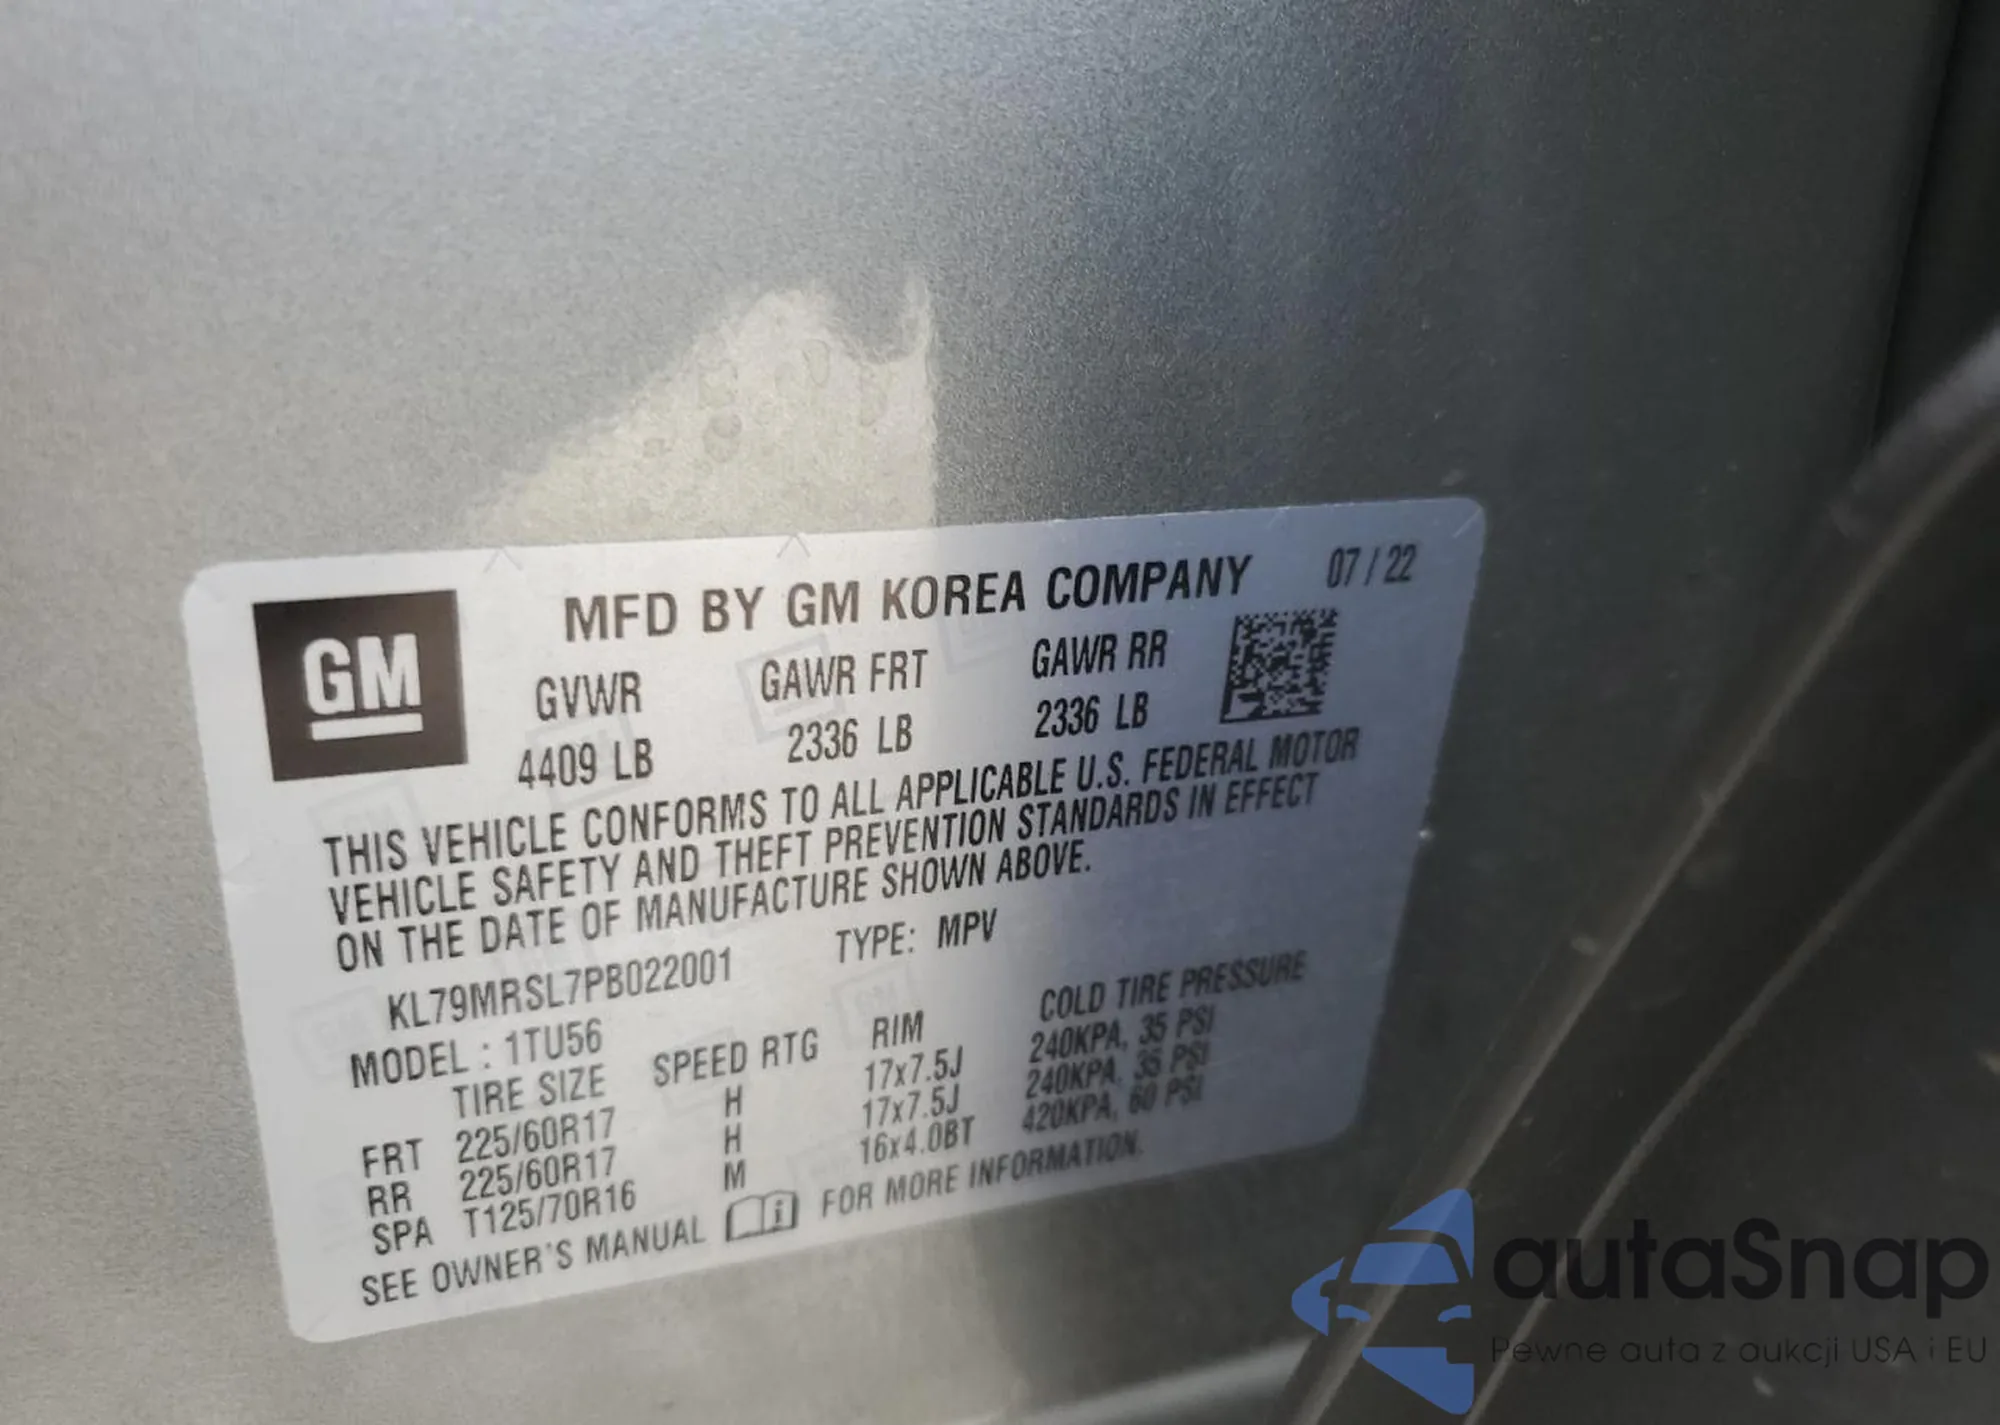 MFD BY GM KOREA COMPANY 07/22
GM
GVWR GAWR FRT GAWR RR
4409 LB 2336 LB 2336 LB
THIS VEHICLE CONFORMS TO ALL APPLICABLE U.S. FEDERAL MOTOR
VEHICLE SAFETY AND THEFT PREVENTION STANDARDS IN EFFECT
ON THE DATE OF MANUFACTURE SHOWN ABOVE.
KL79MRSL7PB022001 TYPE: MPV
MODEL : 1TU56
TIRE SIZE SPEED RTG RIM COLD TIRE PRESSURE
FRT 225/60R17 H 17x7.5J 240KPA, 35 PSI
RR 225/60R17 H 17x7.5J 240KPA, 35 PSI
SPA T125/70R16 M 16x4.0BT 420KPA, 60 PSI
SEE OWNER'S MANUAL i FOR MORE INFORMATION.
autaSnap
Pewne auta z aukcji USA i EU